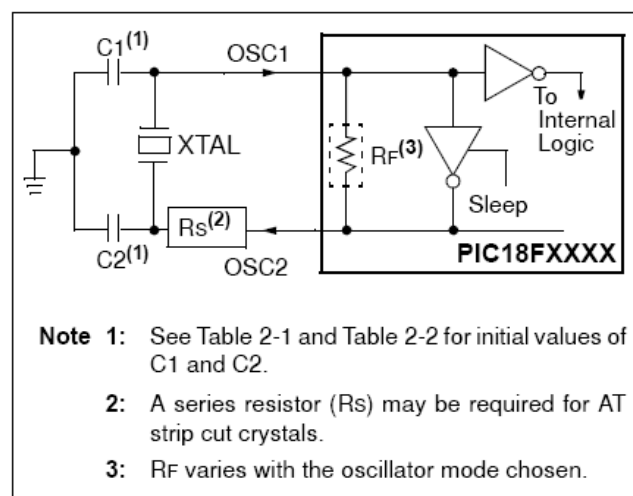 C1(1)
OSC1
To
Internal
Logic
XTAL
RF(3)
Sleep
RS(2)
C2(1)
OSC2
PIC18FXXXX
Note 1: See Table 2-1 and Table 2-2 for initial values of
C1 and C2.
2: A series resistor (RS) may be required for AT
strip cut crystals.
3: RF varies with the oscillator mode chosen.